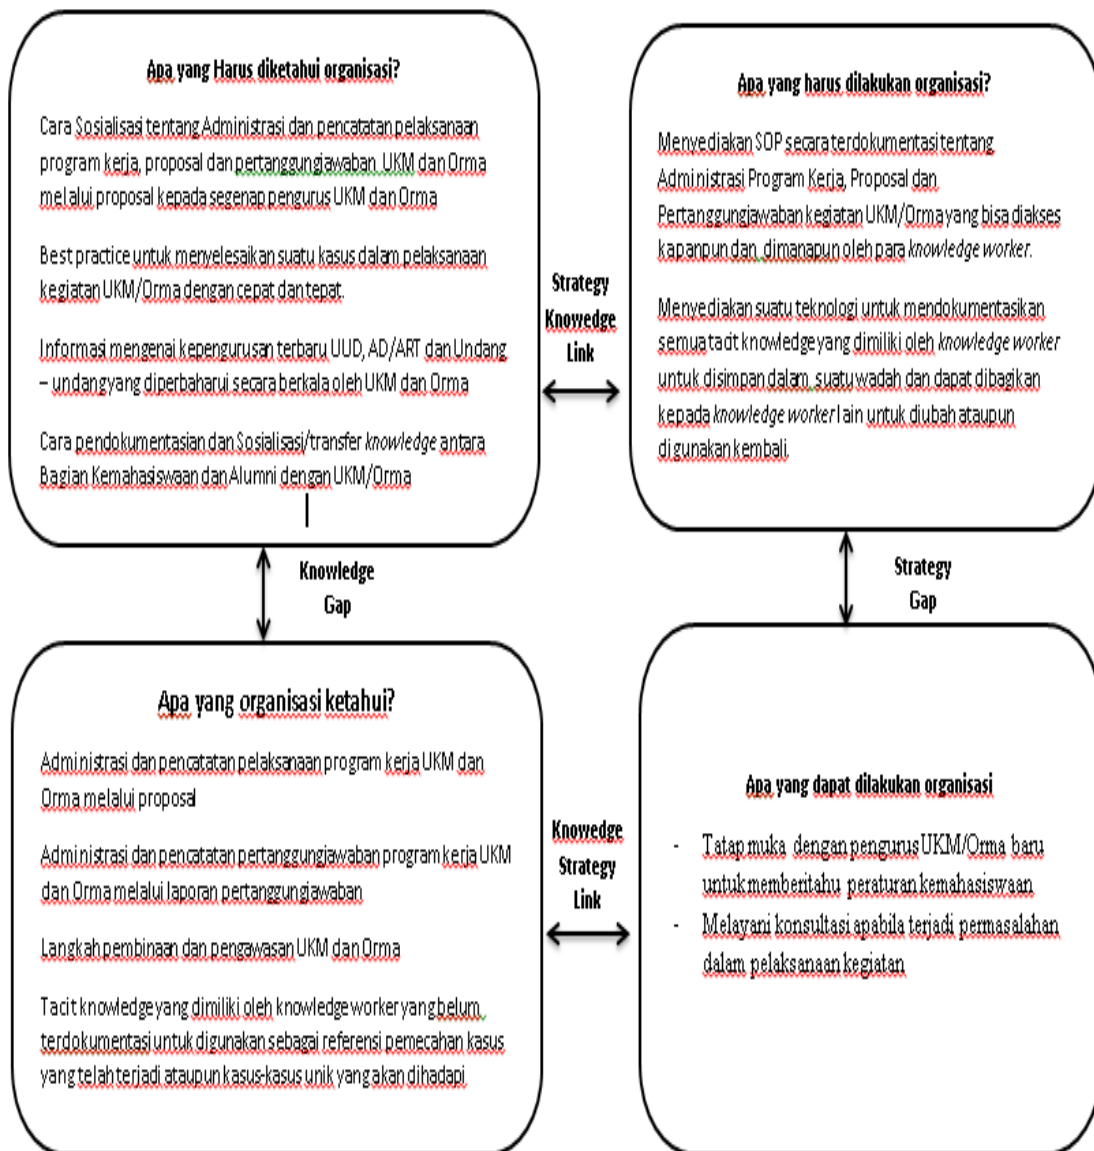 Apa yang Harus diketahui organisasi?
Cara Sosialisasi tentang Administrasi dan pencatatan pelaksanaan
program kerja, proposal dan pertanggungjawaban UKM dan Orma
melalui proposal kepada segenap pengurus UKM dan Orma
Best practice untuk menyelesaikan suatu kasus dalam pelaksanaan
kegiatan UKM/Orma dengan cepat dan tepat.
Informasi mengenai kepengurusan terbaru UUD, AD/ART dan Undang
– undang yang diperbaharui secara berkala oleh UKM dan Orma
Cara pendokumentasian dan Sosialisasi/transfer knowledge antara
Bagian Kemahasiswaan dan Alumni dengan UKM/Orma
Strategy
Knowedge
Link
Apa yang harus dilakukan organisasi?
Menyediakan SOP secara terdokumentasi tentang
Administrasi Program Kerja, Proposal dan
Pertanggungjawaban kegiatan UKM/Orma yang bisa diakses
kapanpun dan dimanapun oleh para knowledge worker.
Menyediakan suatu teknologi untuk mendokumentasikan
semua tacit knowledge yang dimiliki oleh knowledge worker
untuk disimpan dalam suatu wadah dan dapat dibagikan
kepada knowledge worker lain untuk diubah ataupun
digunakan kembali.
Knowledge
Gap
Strategy
Gap
Apa yang organisasi ketahui?
Administrasi dan pencatatan pelaksanaan program kerja UKM dan
Orma melalui proposal
Administrasi dan pencatatan pertanggungjawaban program kerja UKM
dan Orma melalui laporan pertanggungjawaban
Langkah pembinaan dan pengawasan UKM dan Orma
Tacit knowledge yang dimiliki oleh knowledge worker yang belum
terdokumentasi untuk digunakan sebagai referensi pemecahan kasus
yang telah terjadi ataupun kasus-kasus unik yang akan dihadapi
Knowedge
Strategy
Link
Apa yang dapat dilakukan organisasi
- Tatap muka dengan pengurus UKM/Orma baru
untuk memberitahu peraturan kemahasiswaan
- Melayani konsultasi apabila terjadi permasalahan
dalam pelaksanaan kegiatan